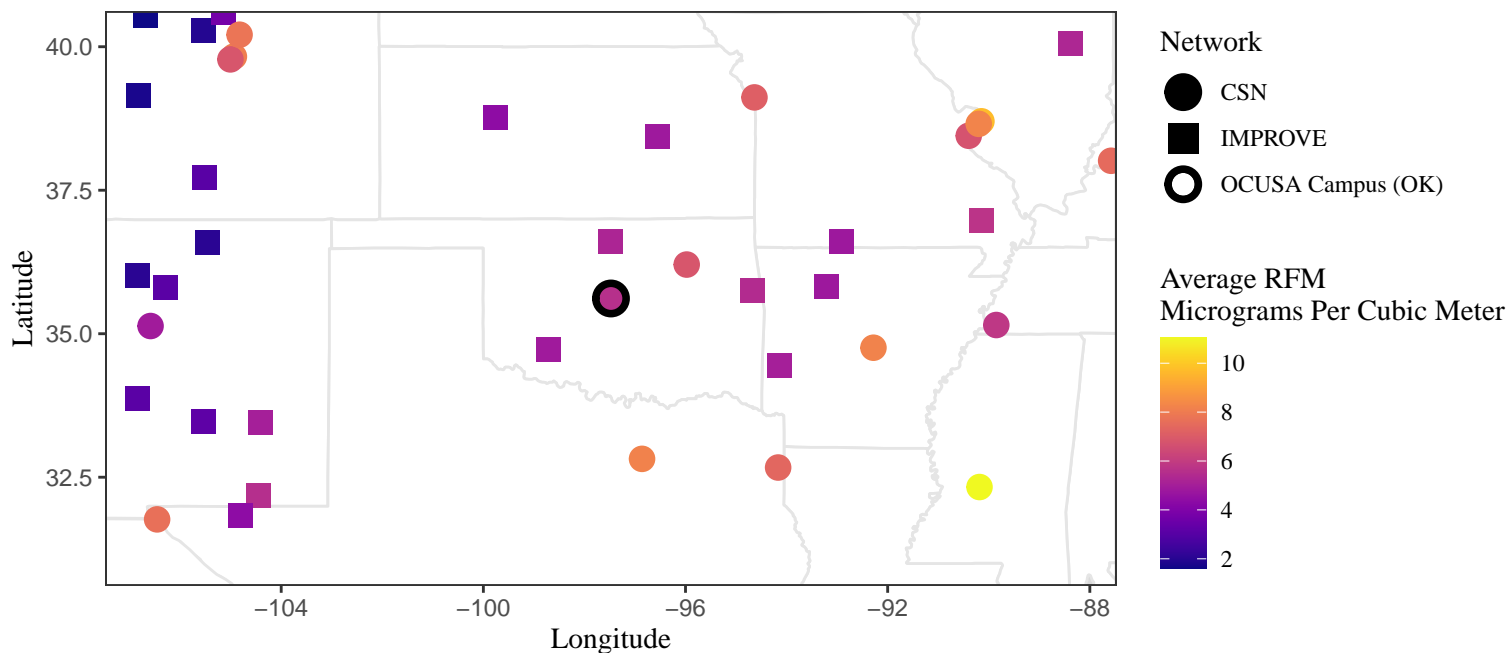 Network
CSN
IMPROVE
OCUSA Campus (OK)
Average RFM
Micrograms Per Cubic Meter
10
8
6
4
2
40.0
37.5
35.0
32.5
Latitude
−104
−100
−96
−92
−88
Longitude